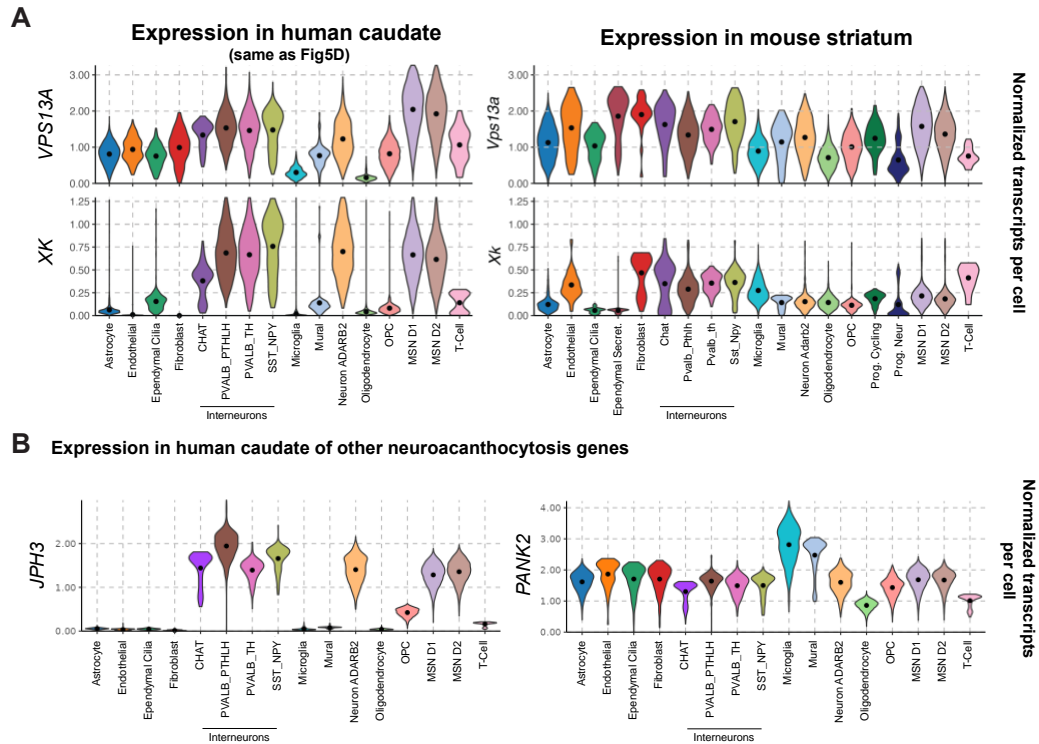 A
Expression in human caudate
(same as Fig5D)
Expression in mouse striatum
VPS13A
3.00
2.00
1.00
0.00
XK
1.25
1.00
0.75
0.50
0.25
0.00
Astrocyte
Endothelial
Ependymal Cilia
Fibroblast
CHAT
PVALB_PTHLH
PVALB_TH
SST_NPY
Microglia
Mural
Neuron ADARB2
Oligodendrocyte
OPC
MSN D1
MSN D2
T-Cell
Interneurons
Vps13a
3.00
2.00
1.00
0.00
Xk
1.25
1.00
0.75
0.50
0.25
0.00
Astrocyte
Endothelial
Ependymal Cilia
Ependymal Secret.
Fibroblast
Chat
Pvalb_Pthlh
Pvalb_th
Sst_Npy
Microglia
Mural
Neuron Adarb2
Oligodendrocyte
OPC
Prog. Cycling
Prog. Neur
MSN D1
MSN D2
T-Cell
Interneurons
Normalized transcripts per cell
B
Expression in human caudate of other neuroacanthocytosis genes
JPH3
2.00
1.00
0.00
Astrocyte
Endothelial
Ependymal Cilia
Fibroblast
CHAT
PVALB_PTHLH
PVALB_TH
SST_NPY
Microglia
Mural
Neuron ADARB2
Oligodendrocyte
OPC
MSN D1
MSN D2
T-Cell
Interneurons
PANK2
4.00
3.00
2.00
1.00
0.00
Astrocyte
Endothelial
Ependymal Cilia
Fibroblast
CHAT
PVALB_PTHLH
PVALB_TH
SST_NPY
Microglia
Mural
Neuron ADARB2
Oligodendrocyte
OPC
MSN D1
MSN D2
T-Cell
Interneurons
Normalized transcripts
per cell